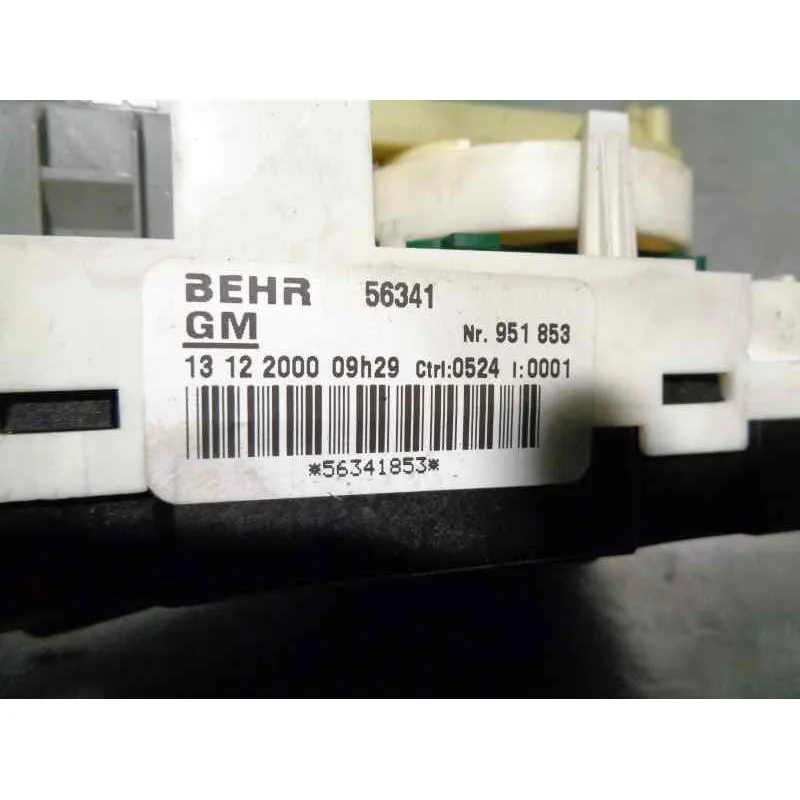 BEHR 56341
GM Nr. 951 853
13 12 2000 09h29 Ctrl:0524 I:0001
*56341853*